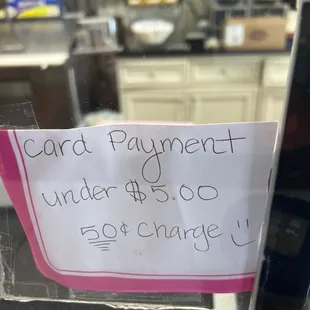 Card Payment
under $5.00
50¢ charge